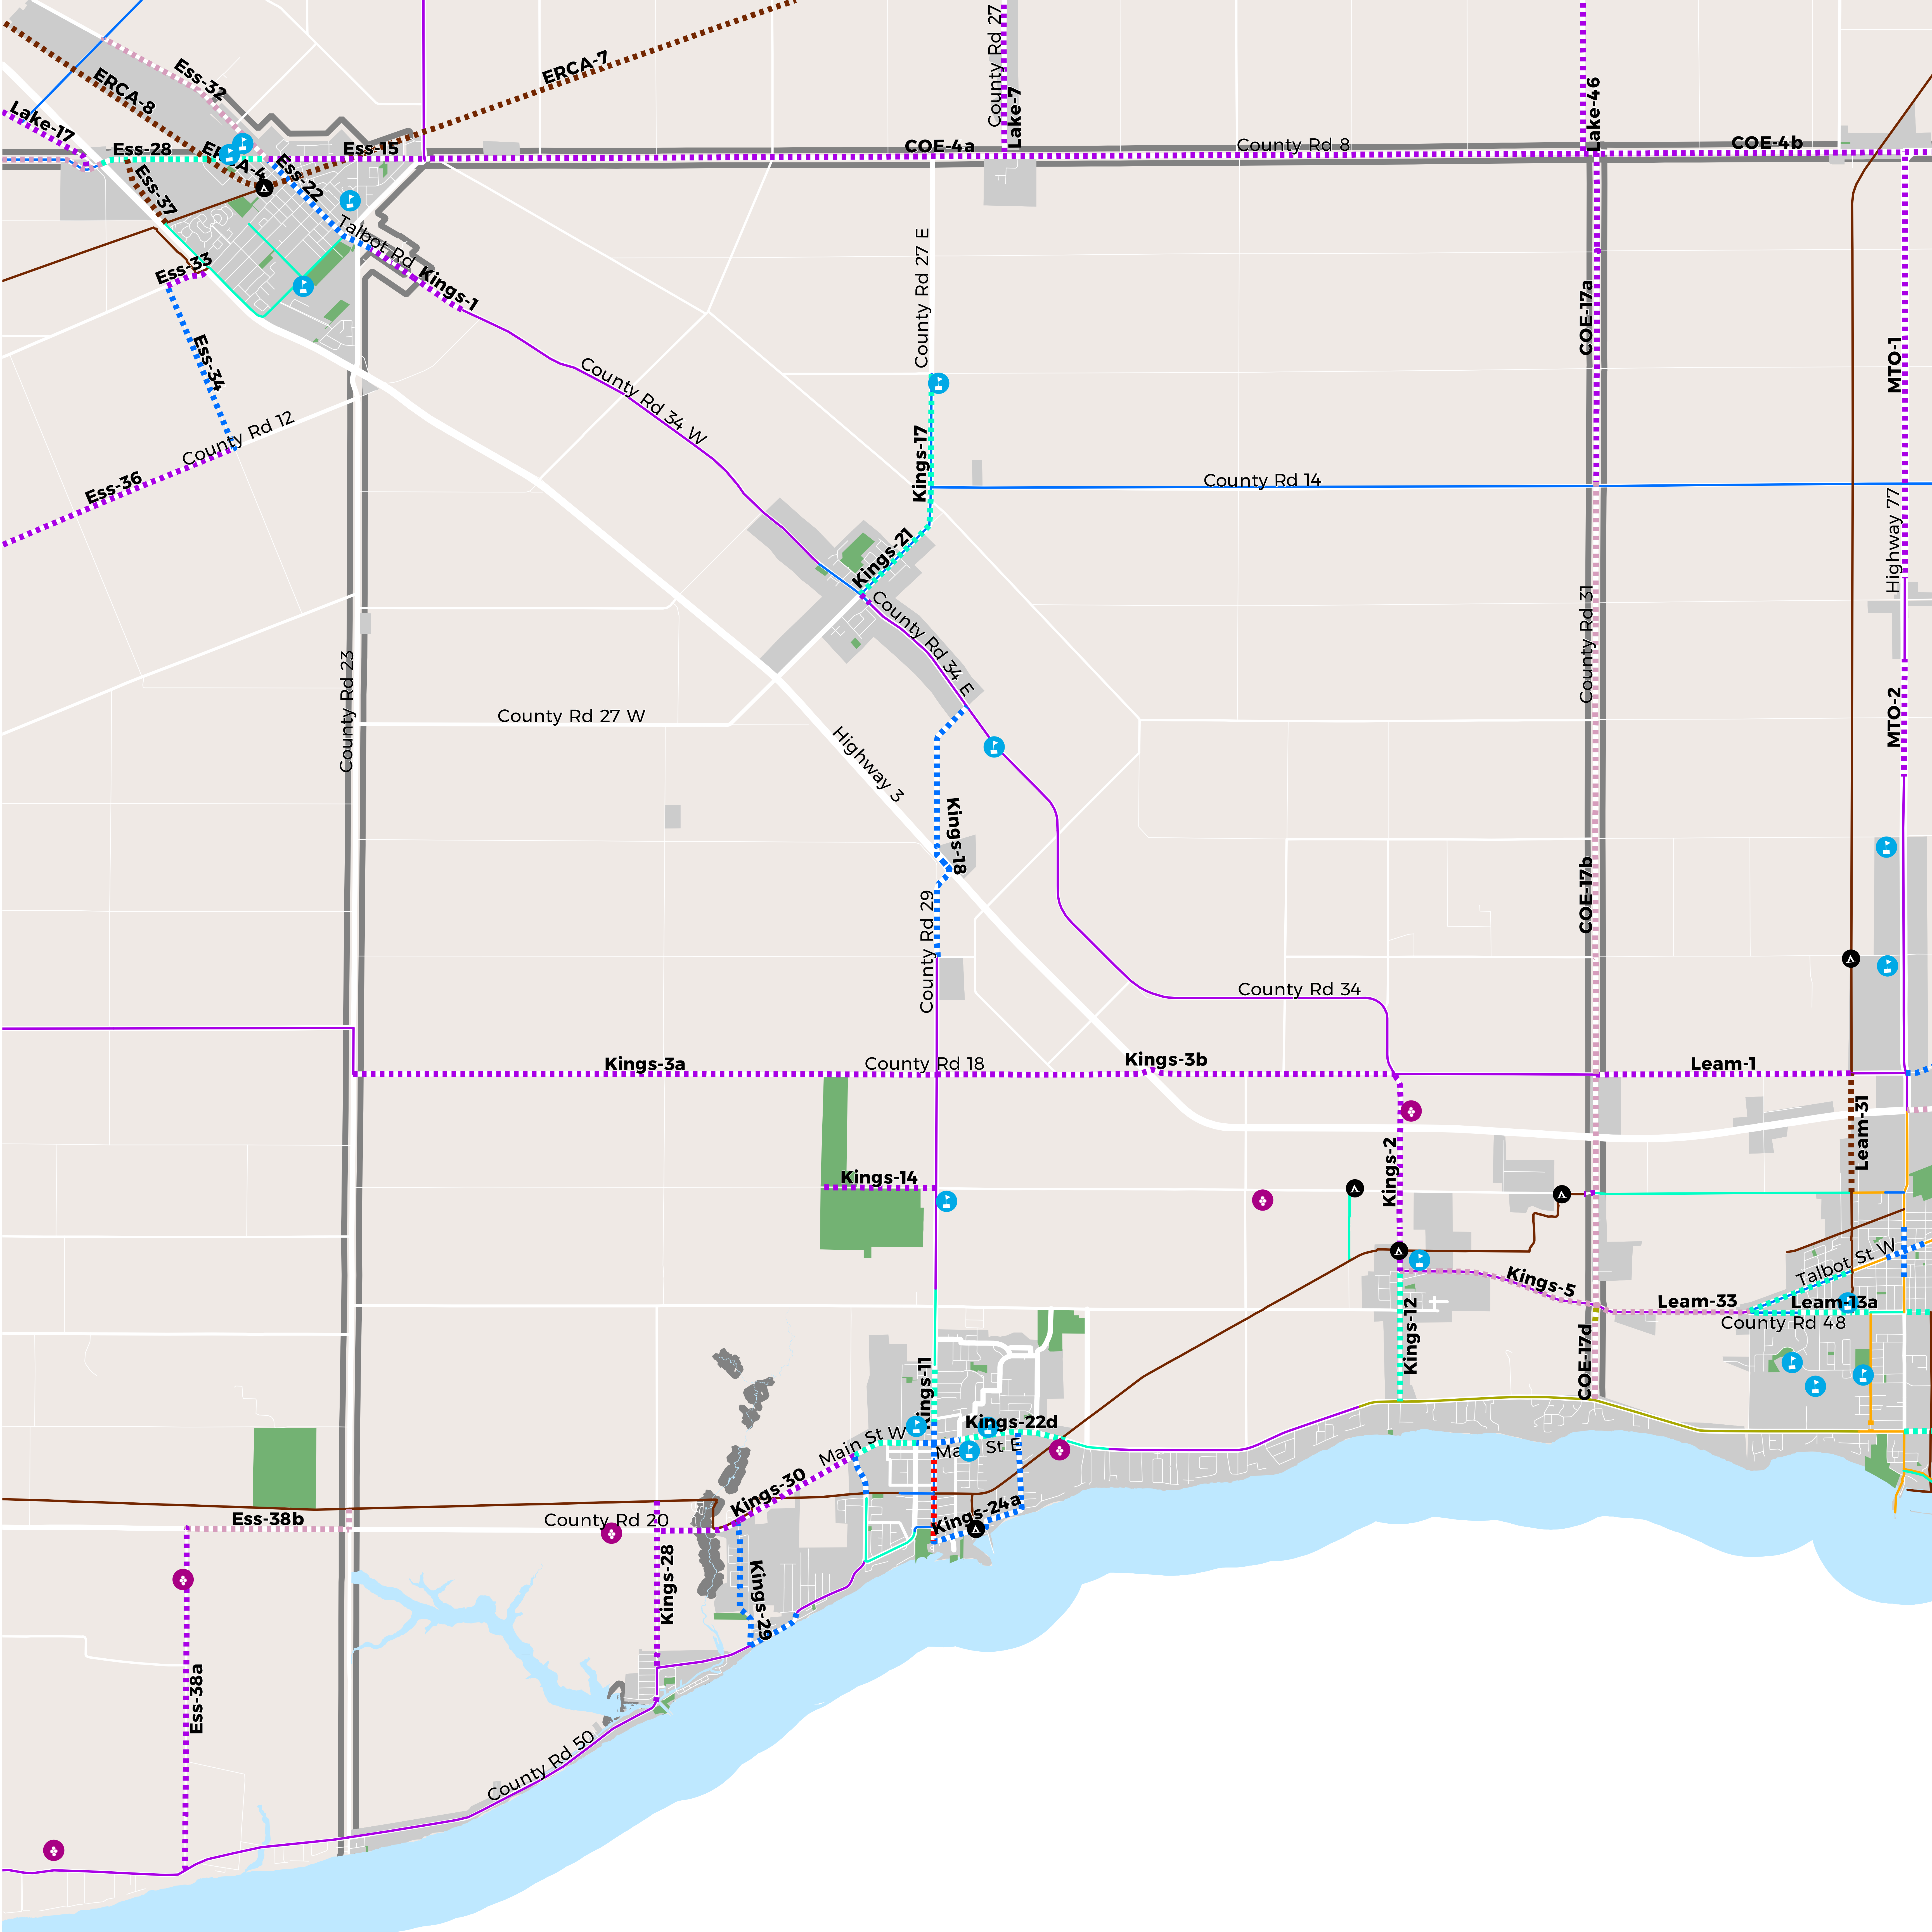 County Rd 27
Ess-32
ERCA-7
ERCA-8
Lake-17
Lake-7
Lake-46
Ess-28
Ess-15
COE-4a
County Rd 8
COE-4b
ERCA-4
Ess-22
Ess-37
Talbot Rd
Ess-33
Kings-1
County Rd 27 E
COE-17a
MTO-1
Ess-34
County Rd 34 W
County Rd 12
Ess-36
Kings-17
County Rd 14
Highway 77
Kings-21
County Rd 34 E
County Rd 31
County Rd 23
County Rd 27 W
MTO-2
Highway 3
Kings-18
COE-17b
County Rd 29
County Rd 34
Kings-3a
County Rd 18
Kings-3b
Leam-1
Leam-31
Kings-2
Kings-14
Talbot St W
Kings-5
Leam-33
Leam-13a
County Rd 48
Kings-12
COE-17d
Kings-11
Kings-22d
Main St W
Ma St E
Kings-30
Kings-24a
Ess-38b
County Rd 20
Kings-28
Kings-29
Ess-38a
County Rd 50